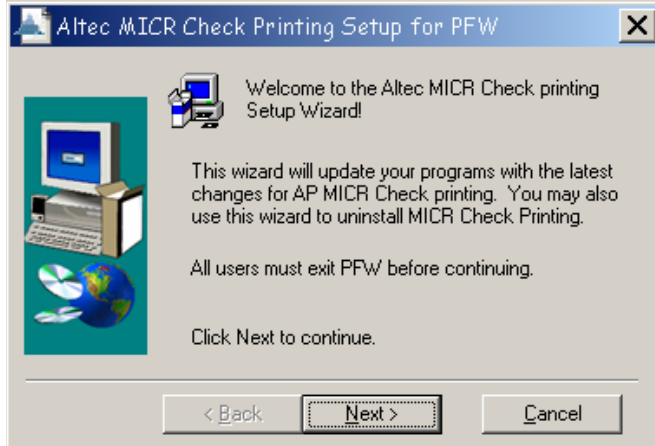 Altec MICR Check Printing Setup for PFW
Welcome to the Altec MICR Check printing
Setup Wizard!
This wizard will update your programs with the latest
changes for AP MICR Check printing. You may also
use this wizard to uninstall MICR Check Printing.
All users must exit PFW before continuing.
Click Next to continue.
< Back
Next >
Cancel